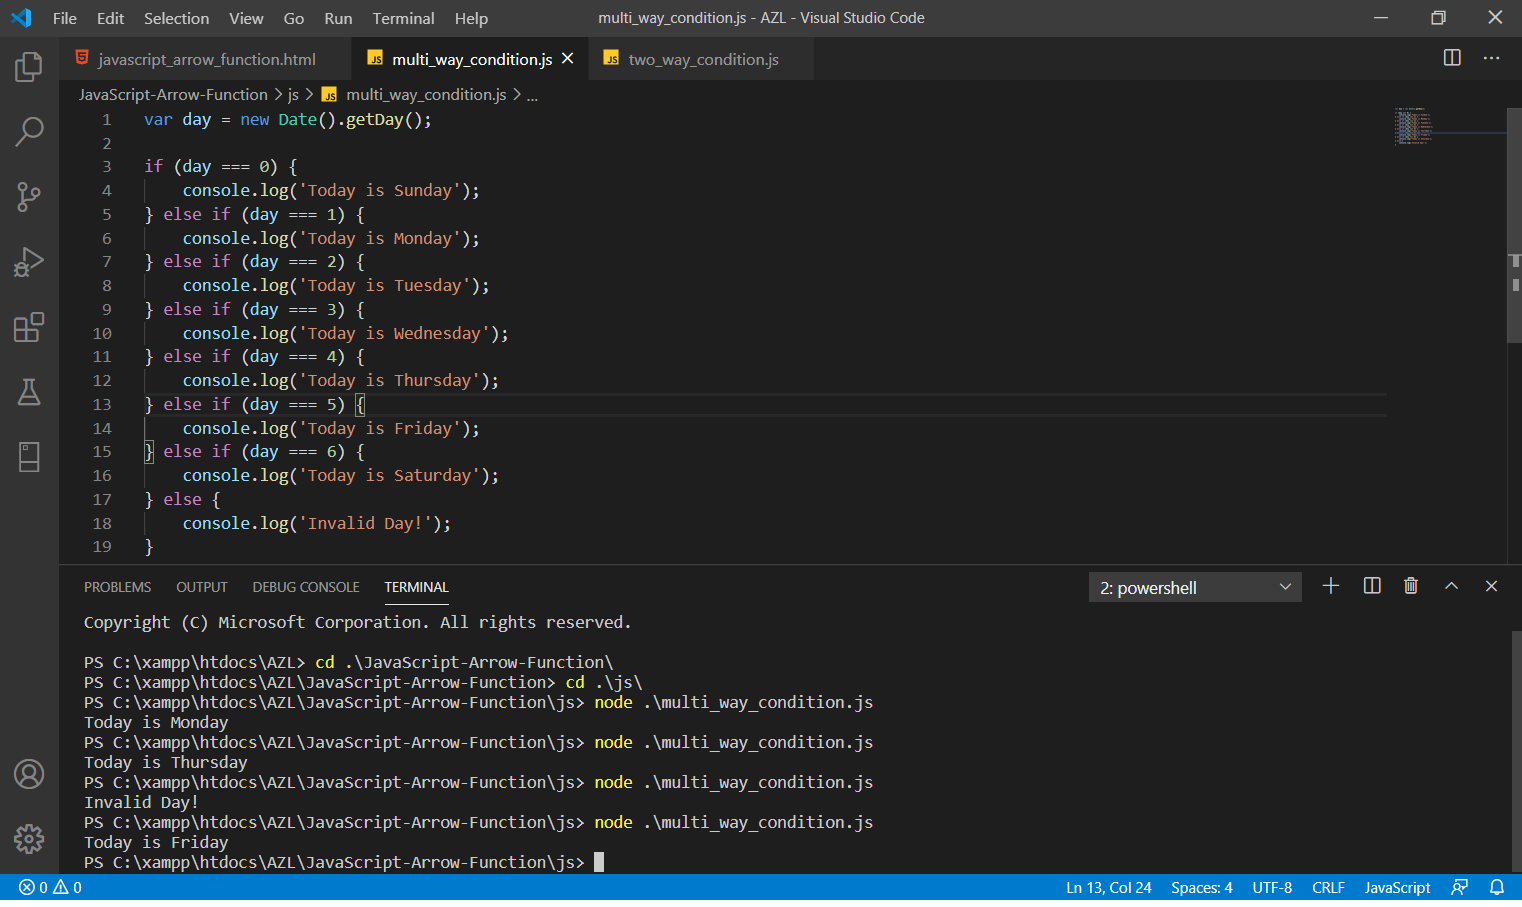 File Edit Selection View Go Run Terminal Help multi_way_condition.js - AZL - Visual Studio Code
javascript_arrow_function.html multi_way_condition.js two_way_condition.js
JavaScript-Arrow-Function > js > JS multi_way_condition.js > ...
1 var day = new Date().getDay();
2
3 if (day === 0) {
4     console.log('Today is Sunday');
5 } else if (day === 1) {
6     console.log('Today is Monday');
7 } else if (day === 2) {
8     console.log('Today is Tuesday');
9 } else if (day === 3) {
10     console.log('Today is Wednesday');
11 } else if (day === 4) {
12     console.log('Today is Thursday');
13 } else if (day === 5) {
14     console.log('Today is Friday');
15 } else if (day === 6) {
16     console.log('Today is Saturday');
17 } else {
18     console.log('Invalid Day!');
19 }
PROBLEMS OUTPUT DEBUG CONSOLE TERMINAL 2: powershell
Copyright (C) Microsoft Corporation. All rights reserved.
PS C:\xampp\htdocs\AZL> cd .\JavaScript-Arrow-Function\
PS C:\xampp\htdocs\AZL\JavaScript-Arrow-Function> cd .\js\
PS C:\xampp\htdocs\AZL\JavaScript-Arrow-Function\js> node .\multi_way_condition.js
Today is Monday
PS C:\xampp\htdocs\AZL\JavaScript-Arrow-Function\js> node .\multi_way_condition.js
Today is Thursday
PS C:\xampp\htdocs\AZL\JavaScript-Arrow-Function\js> node .\multi_way_condition.js
Invalid Day!
PS C:\xampp\htdocs\AZL\JavaScript-Arrow-Function\js> node .\multi_way_condition.js
Today is Friday
PS C:\xampp\htdocs\AZL\JavaScript-Arrow-Function\js>
0 0 Ln 13, Col 24 Spaces: 4 UTF-8 CRLF JavaScript